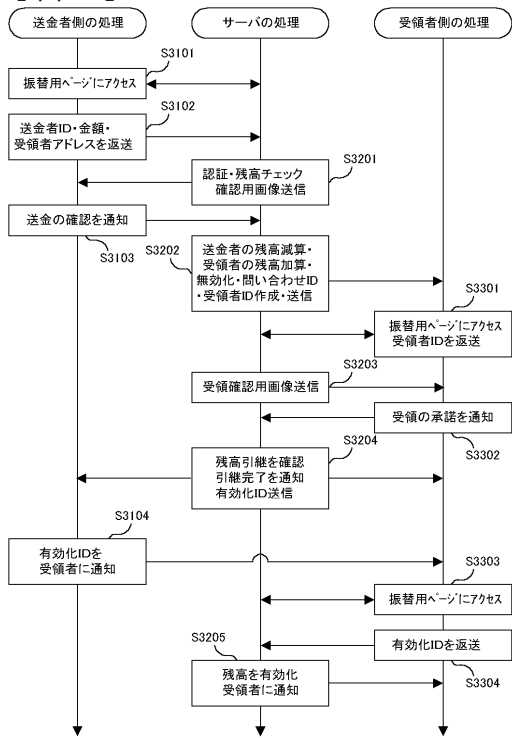 送金者側の処理
サーバの処理
受領者側の処理
S3101
振替用ページにアクセス
S3102
送金者ID・金額・
受領者アドレスを返送
S3201
認証・残高チェック
確認用画像送信
送金の確認を通知
S3103
S3202
送金者の残高減算・
受領者の残高加算・
無効化・問い合わせID
・受領者ID作成・送信
S3301
振替用ページにアクセス
受領者IDを返送
S3203
受領確認用画像送信
受領の承諾を通知
S3302
S3204
残高引継を確認
引継完了を通知
有効化ID送信
S3104
有効化IDを
受領者に通知
S3303
振替用ページにアクセス
有効化IDを返送
S3304
S3205
残高を有効化
受領者に通知